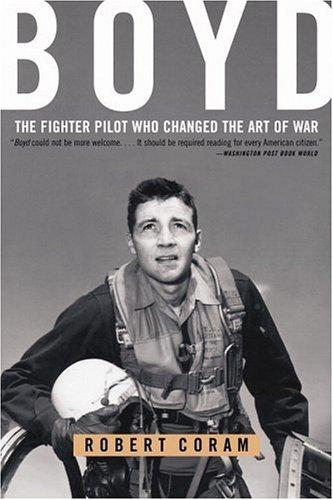 BOYD
THE FIGHTER PILOT WHO CHANGED THE ART OF WAR
“Boyd could not be more welcome. . . . It should be required reading for every American citizen.”
—WASHINGTON POST BOOK WORLD
ROBERT CORAM